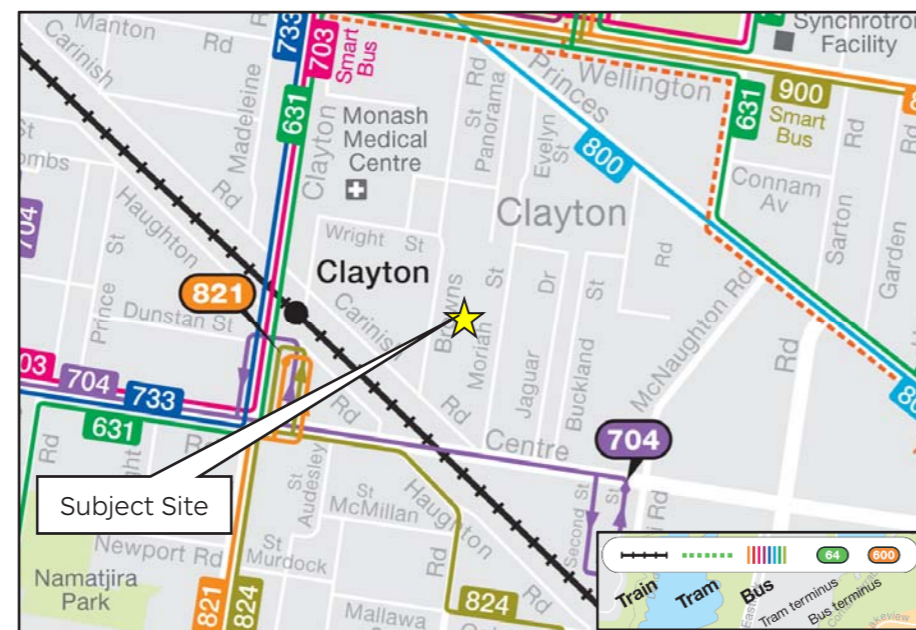 Manton
Rd
Carinish
Rd
733
703
Smart
Bus
631
Madeleine
Clayton
Monash
Medical
Centre
St
Rd
Panorama
Evelyn
St
Princes
Wellington
Synchrotron
Facility
631
900
Smart
Bus
Rd
Rd
800
Connam
Av
Sarton
Garden
St
ombs
704
Haughton
Prince St
Dunstan St
821
Wright St
Clayton
Clayton
Carinish
Rd
Browns
Moriah St
Jaguar Dr
Buckland St
Rd
McNaughton Rd
Rd
80
03
704
733
631
Rd
Rd
Centre
704
Subject Site
St
Audesley
St
McMillan
Haughton
Rd
Second St
St
Rd
Newport Rd
St
Murdock
Namatjira
Park
821
824
824
Mallawa
Train
Tram
Bus
64
600
Tram terminus
Bus terminus